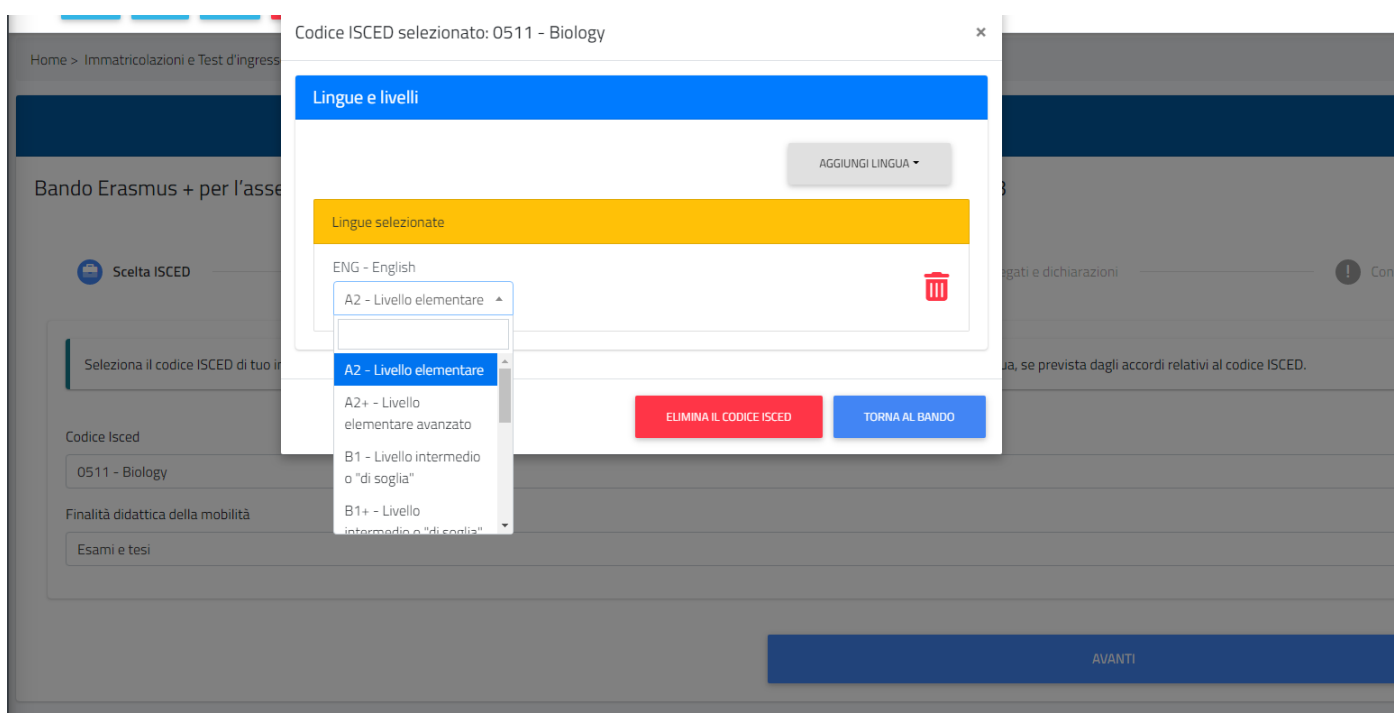 Codice ISCED selezionato: 0511 - Biology ×
Home > Immatricolazioni e Test d'ingress
Lingue e livelli
AGGIUNGI LINGUA
Bando Erasmus + per l'asse
Lingue selezionate
Scelta ISCED
ENG - English
egati e dichiarazioni
Con
A2 - Livello elementare
Seleziona il codice ISCED di tuo in
ua, se prevista dagli accordi relativi al codice ISCED.
A2 - Livello elementare
A2+ - Livello
elementare avanzato
ELIMINA IL CODICE ISCED
TORNA AL BANDO
Codice Isced
B1 - Livello intermedio
o "di soglia"
0511 - Biology
B1+ - Livello
intermedio o "di soglia"
Finalità didattica della mobilità
Esami e tesi
AVANTI